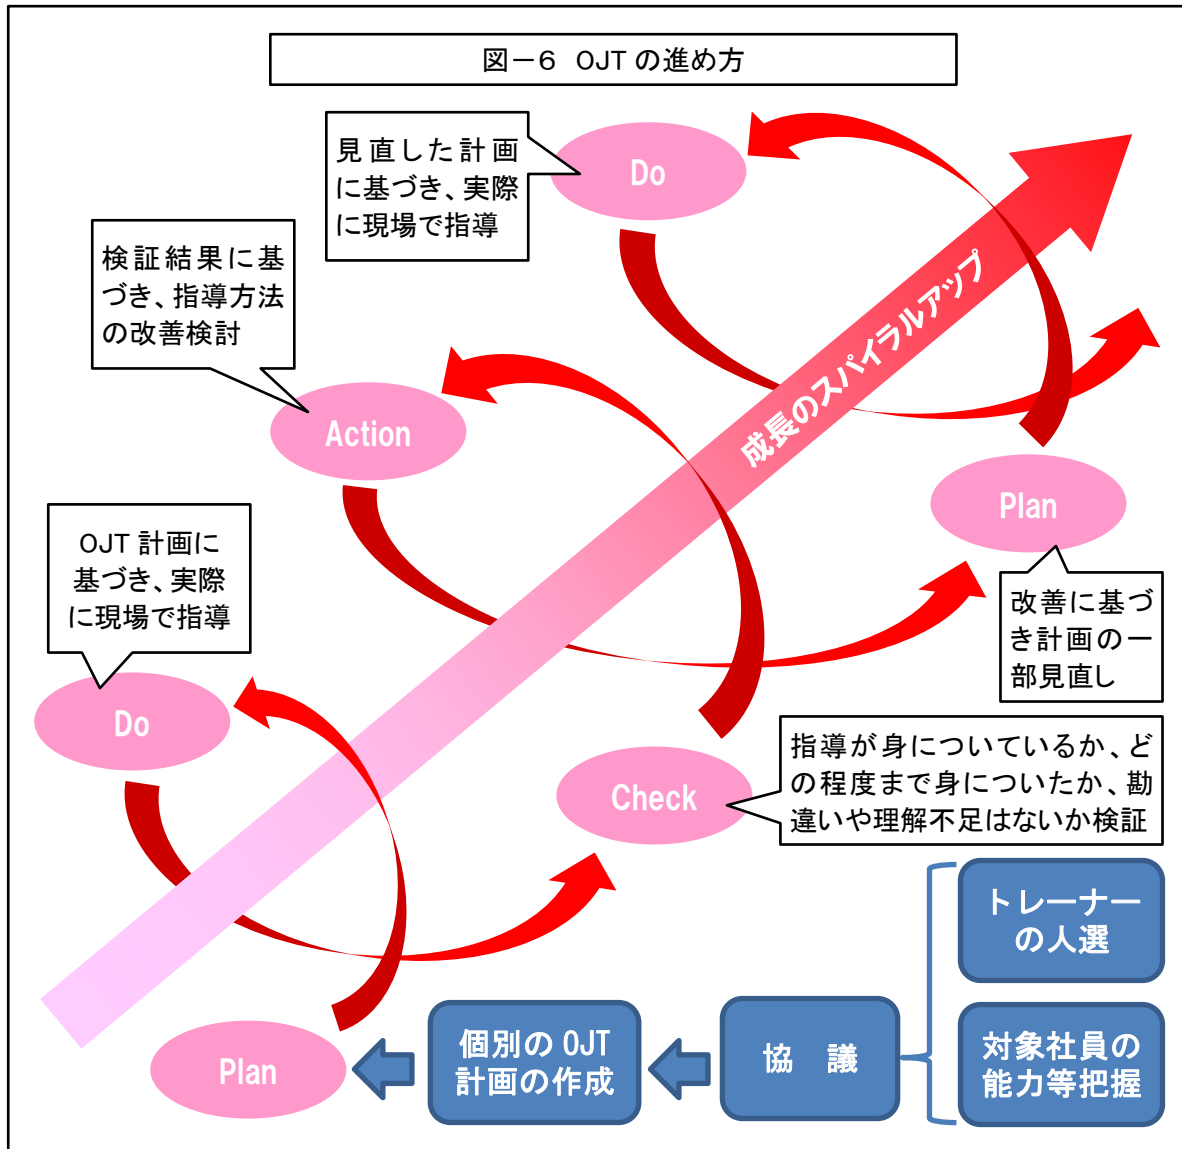 図－6 OJT の進め方
見直した計画
に基づき、実際
に現場で指導
Do
検証結果に基
づき、指導方法
の改善検討
成長のスパイラルアップ
Action
Plan
OJT 計画に
基づき、実際
に現場で指導
改善に基づ
き計画の一
部見直し
Do
Check
指導が身についているか、ど
の程度まで身についたか、勘
違いや理解不足はないか検証
トレーナー
の人選
Plan
個別の OJT
計画の作成
協　議
対象社員の
能力等把握